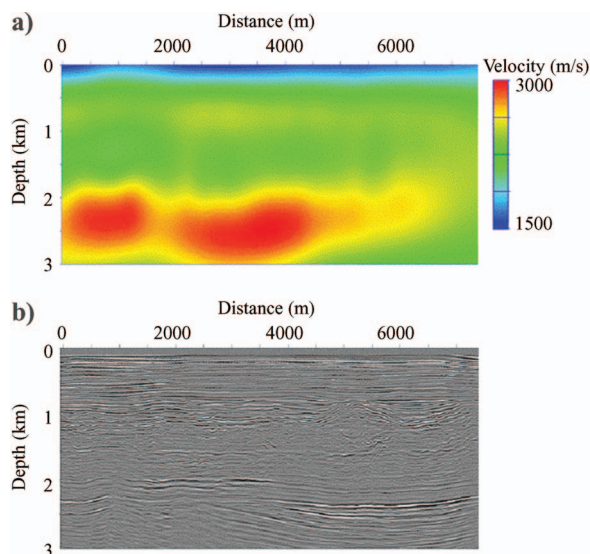 a)
Distance (m)
0 2000 4000 6000
Velocity (m/s)
3000
1500
Depth (km)
0
1
2
3
b)
Distance (m)
0 2000 4000 6000
Depth (km)
0
1
2
3